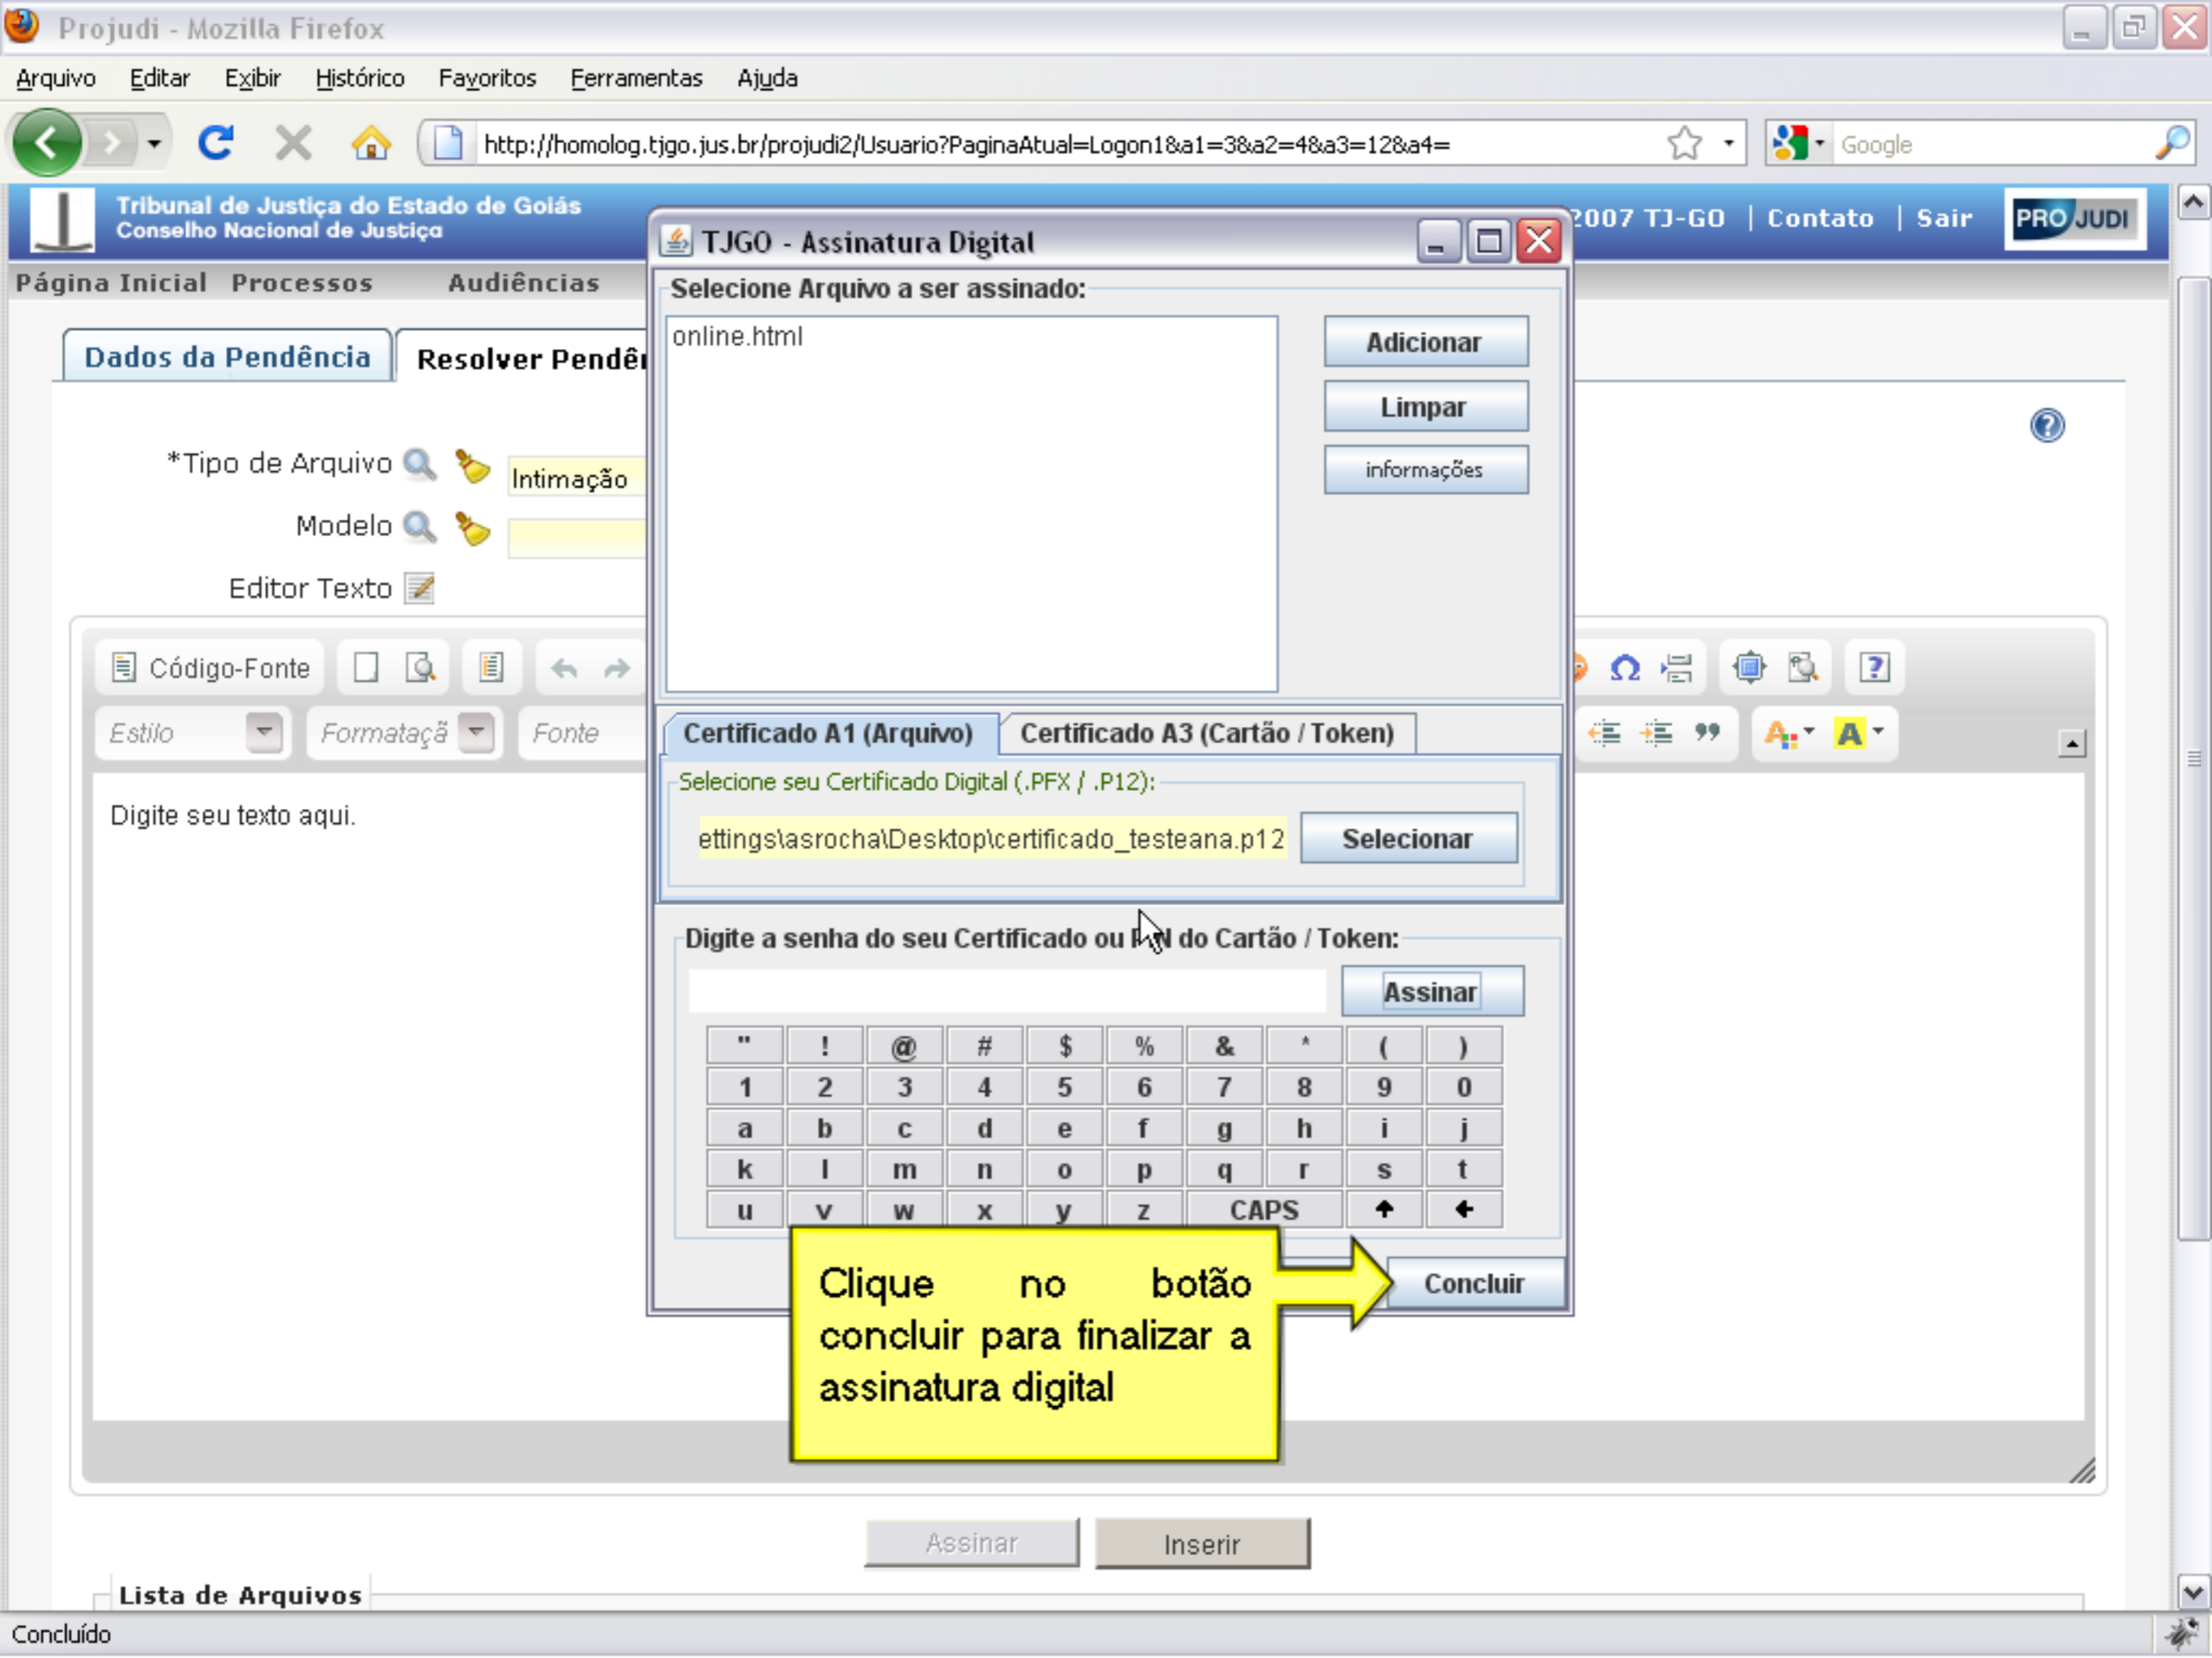 Projudi - Mozilla Firefox
Arquivo Editar Exibir Histórico Favoritos Ferramentas Ajuda
http://homolog.tjgo.jus.br/projudi2/Usuario?PaginaAtual=Logon1&a1=3&a2=4&a3=12&a4=
Google
Tribunal de Justiça do Estado de Goiás
Conselho Nacional de Justiça
2007 TJ-GO | Contato | Sair
PROJUDI
Página Inicial Processos Audiências
Dados da Pendência
Resolver Pendên
*Tipo de Arquivo
Intimação
Modelo
Editor Texto
Código-Fonte
Estilo
Formataçã
Fonte
Digite seu texto aqui.
TJGO - Assinatura Digital
Selecione Arquivo a ser assinado:
online.html
Adicionar
Limpar
informações
Certificado A1 (Arquivo)
Certificado A3 (Cartão / Token)
Selecione seu Certificado Digital (.PFX / .P12):
ettings\asrocha\Desktop\certificado_testeana.p12
Selecionar
Digite a senha do seu Certificado ou PIN do Cartão / Token:
Assinar
" ! @ # $ % & * ( )
1 2 3 4 5 6 7 8 9 0
a b c d e f g h i j
k l m n o p q r s t
u v w x y z CAPS
Concluir
Clique no botão
concluir para finalizar a
assinatura digital
Assinar
Inserir
Lista de Arquivos
Concluído